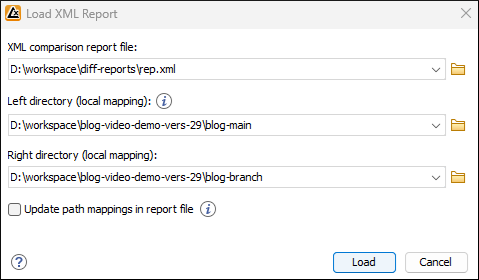 Load XML Report
XML comparison report file:
D:\workspace\diff-reports\rep.xml
Left directory (local mapping):
D:\workspace\blog-video-demo-vers-29\blog-main
Right directory (local mapping):
D:\workspace\blog-video-demo-vers-29\blog-branch
Update path mappings in report file
Load
Cancel